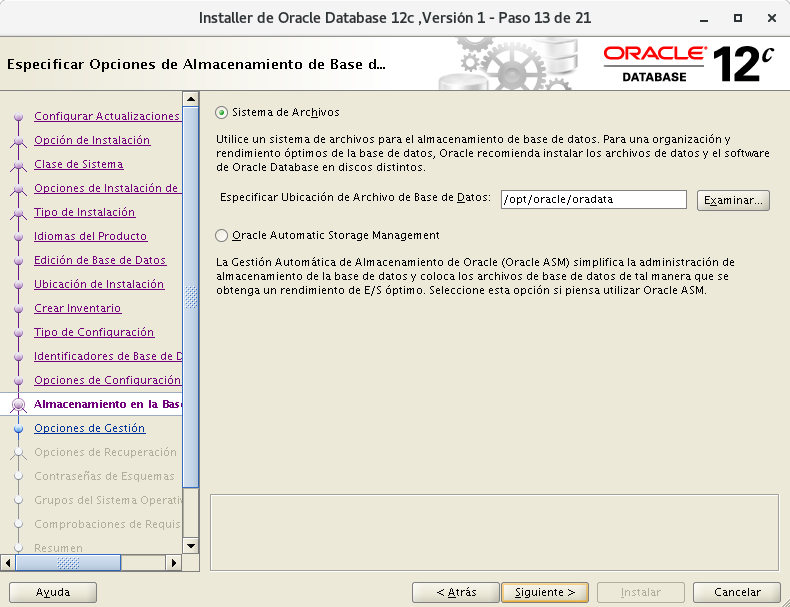 Installer de Oracle Database 12c ,Versión 1 - Paso 13 de 21
Especificar Opciones de Almacenamiento de Base d...
ORACLE
DATABASE
12c
Configurar Actualizaciones
Opción de Instalación
Clase de Sistema
Opciones de Instalación de
Tipo de Instalación
Idiomas del Producto
Edición de Base de Datos
Ubicación de Instalación
Crear Inventario
Tipo de Configuración
Identificadores de Base de D
Opciones de Configuración
Almacenamiento en la Base
Opciones de Gestión
Opciones de Recuperación
Contraseñas de Esquemas
Grupos del Sistema Operativ
Comprobaciones de Requis
Resumen
Sistema de Archivos
Utilice un sistema de archivos para el almacenamiento de base de datos. Para una organización y
rendimiento óptimos de la base de datos, Oracle recomienda instalar los archivos de datos y el software
de Oracle Database en discos distintos.
Especificar Ubicación de Archivo de Base de Datos: /opt/oracle/oradata Examinar...
Oracle Automatic Storage Management
La Gestión Automática de Almacenamiento de Oracle (Oracle ASM) simplifica la administración de
almacenamiento de la base de datos y coloca los archivos de base de datos de tal manera que se
obtenga un rendimiento de E/S óptimo. Seleccione esta opción si piensa utilizar Oracle ASM.
Ayuda < Atrás Siguiente > Instalar Cancelar